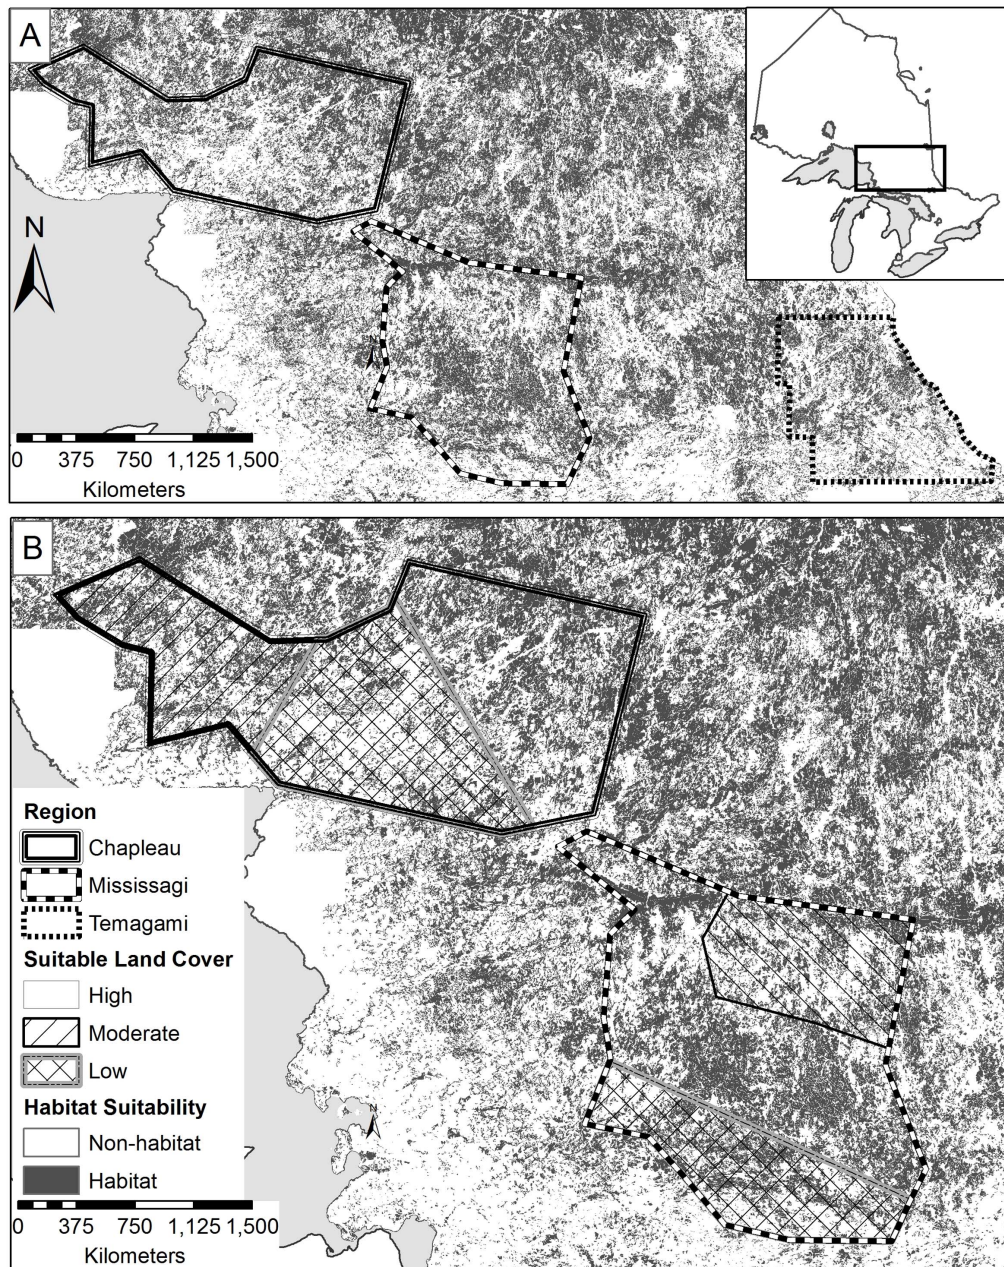 A
N
0 375 750 1,125 1,500
Kilometers
B
Region
Chapleau
Mississagi
Temagami
Suitable Land Cover
High
Moderate
Low
Habitat Suitability
Non-habitat
Habitat
N
0 375 750 1,125 1,500
Kilometers